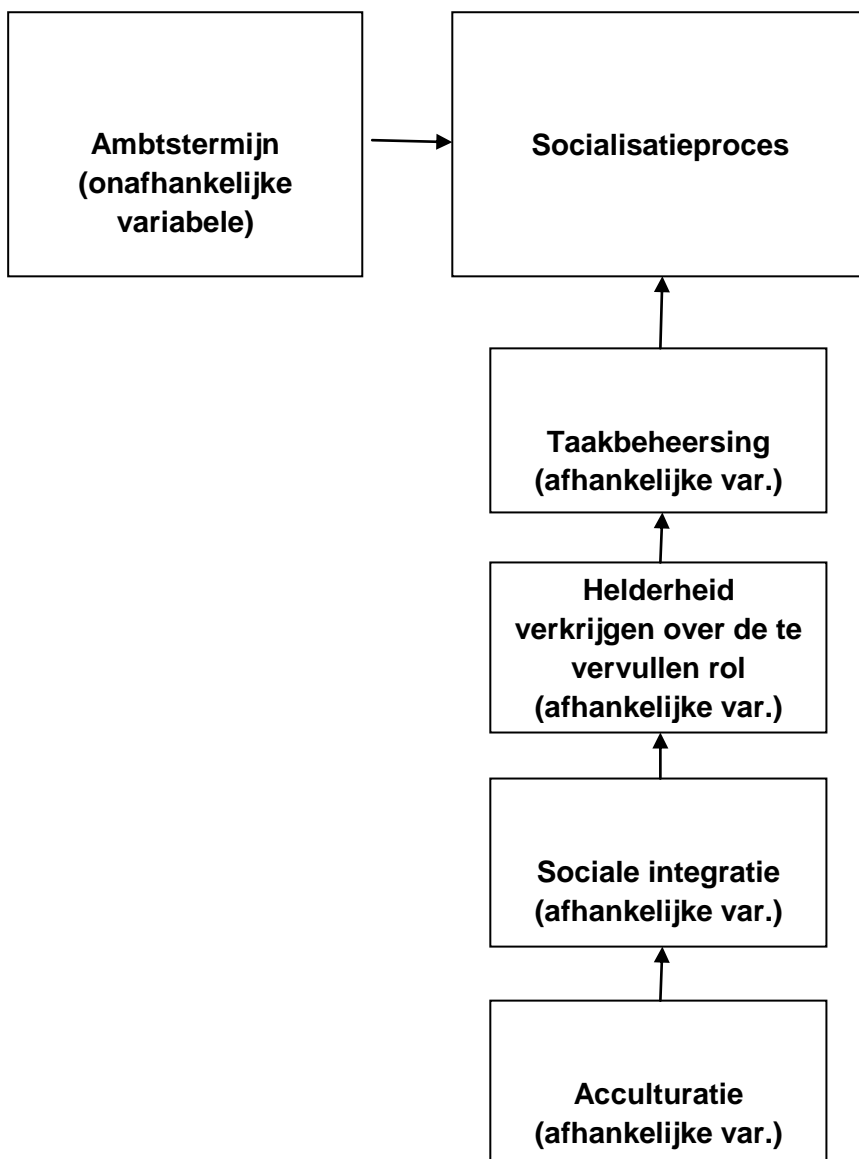 Ambtstermijn
(onafhankelijke
variabele)
Socialisatieproces
Taakbeheersing
(afhankelijke var.)
Helderheid
verkrijgen over de te
vervullen rol
(afhankelijke var.)
Sociale integratie
(afhankelijke var.)
Acculturatie
(afhankelijke var.)